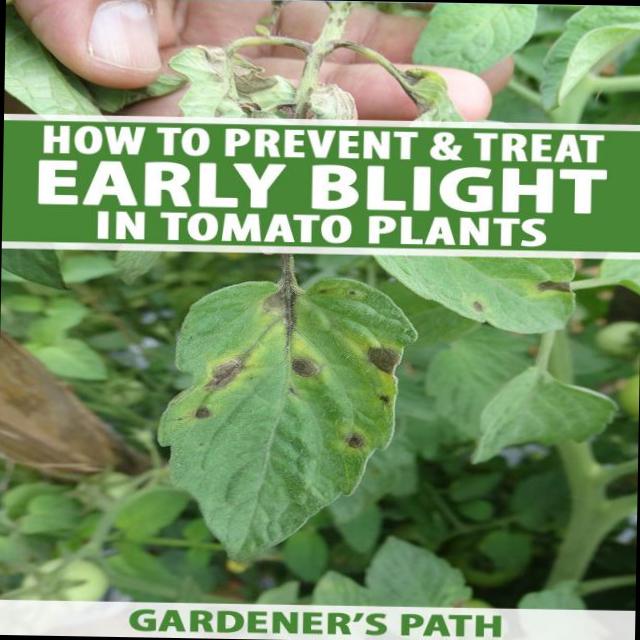 HOW TO PREVENT & TREAT
EARLY BLIGHT
IN TOMATO PLANTS
GARDENER'S PATH